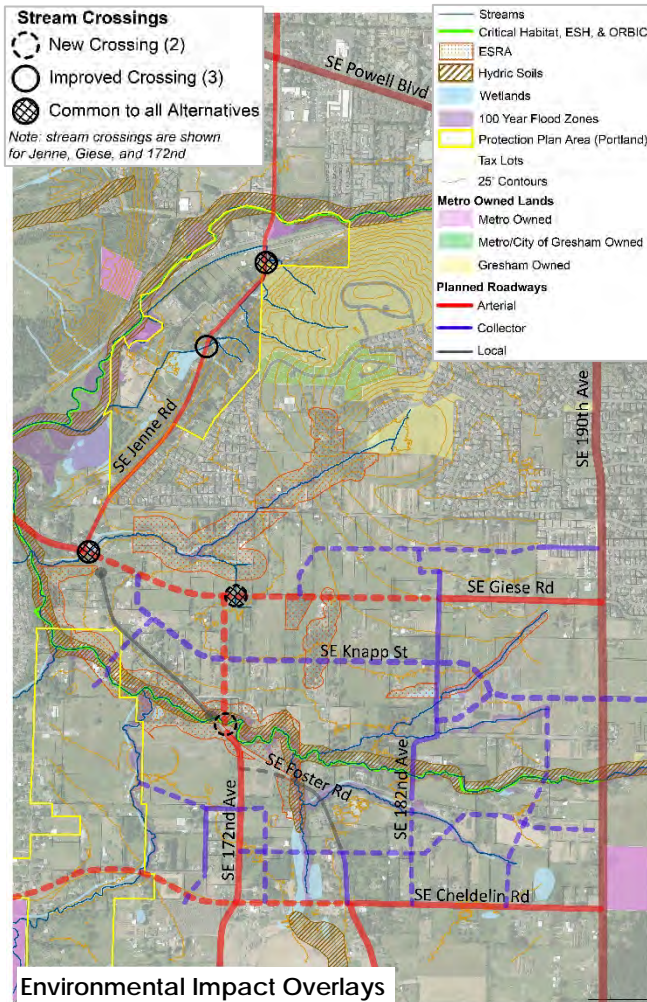 Stream Crossings
New Crossing (2)
Improved Crossing (3)
Common to all Alternatives
Note: stream crossings are shown
for Jenne, Giese, and 172nd
Streams
Critical Habitat, ESH, & ORBIC
ESRA
Hydric Soils
Wetlands
100 Year Flood Zones
Protection Plan Area (Portland)
Tax Lots
25' Contours
Metro Owned Lands
Metro Owned
Metro/City of Gresham Owned
Gresham Owned
Planned Roadways
Arterial
Collector
Local
SE Powell Blvd
SE Jenne Rd
SE 190th Ave
SE Giese Rd
SE Knapp St
SE Foster Rd
SE 182nd Ave
SE 172nd Ave
SE Cheldelin Rd
Environmental Impact Overlays